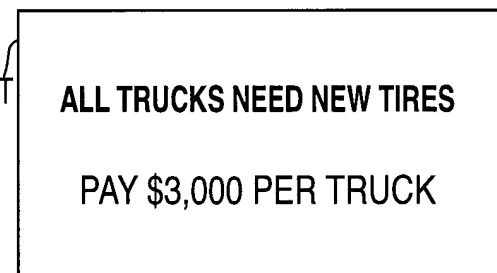 ALL TRUCKS NEED NEW TIRES
PAY $3,000 PER TRUCK